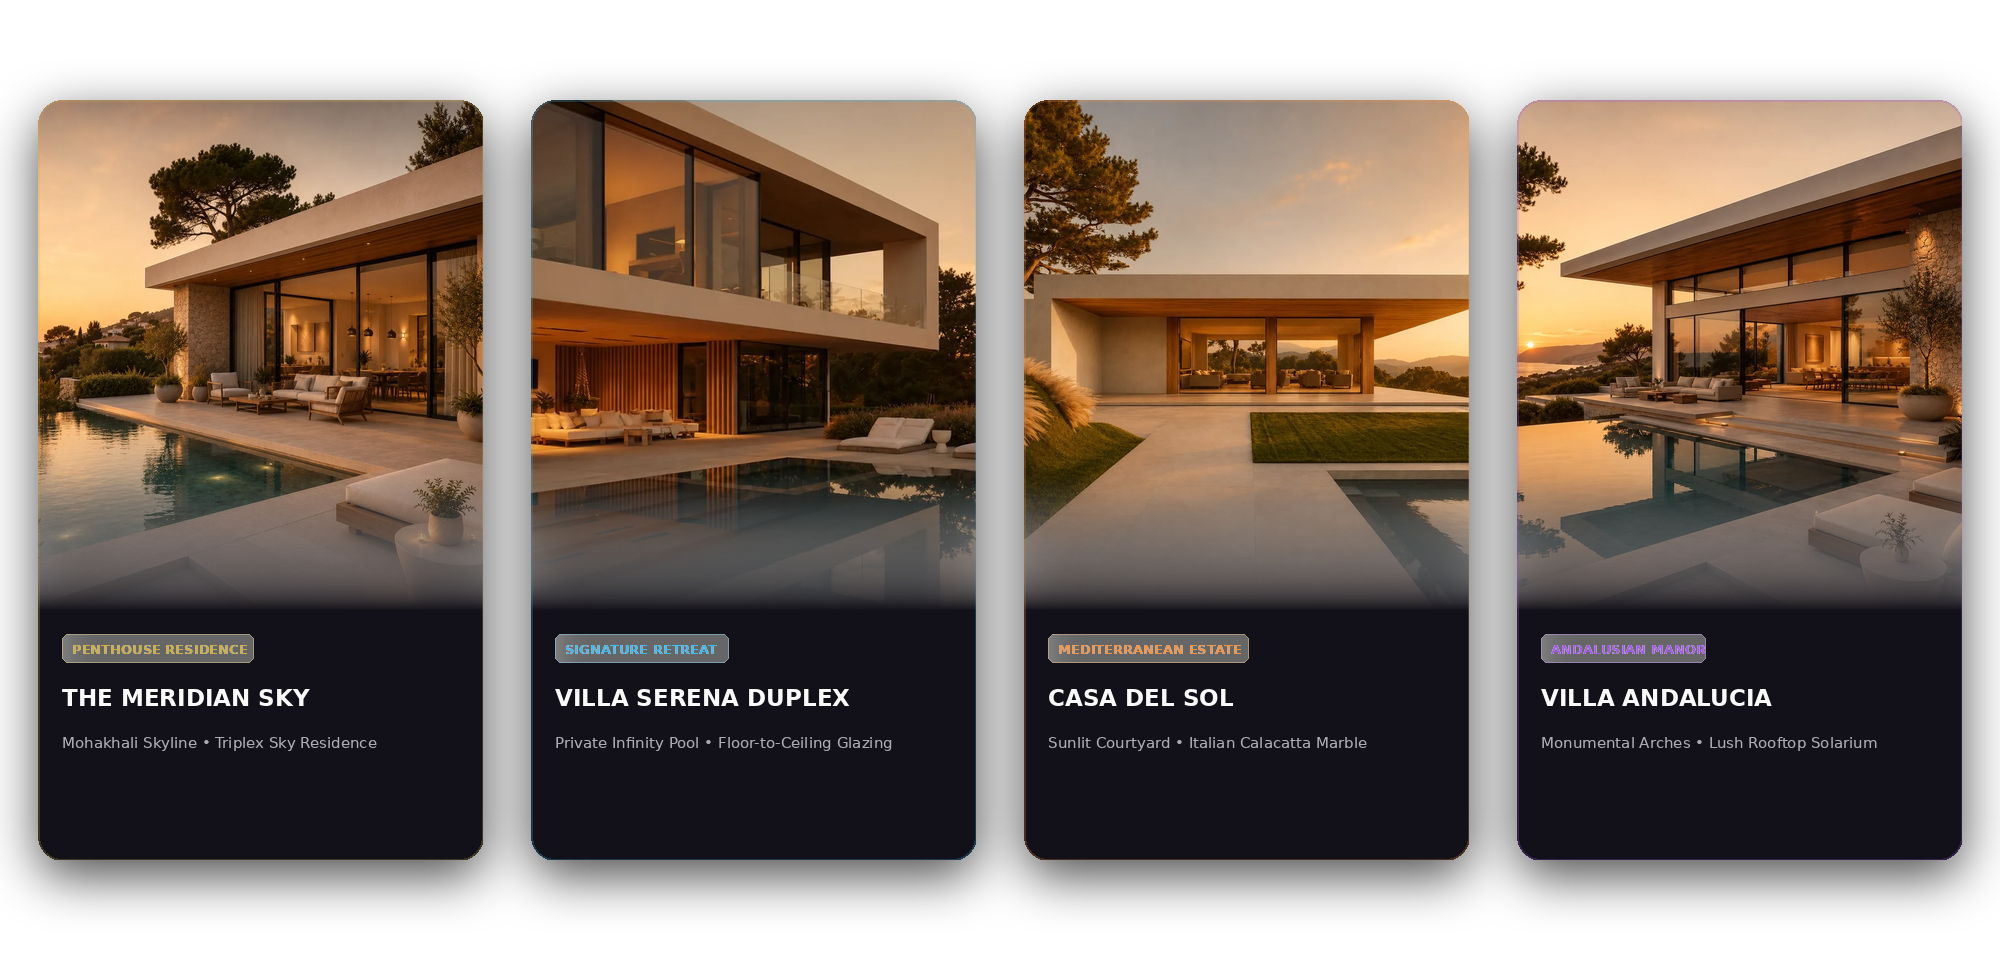 PENTHOUSE RESIDENCE
THE MERIDIAN SKY
Mohakhali Skyline • Triplex Sky Residence
SIGNATURE RETREAT
VILLA SERENA DUPLEX
Private Infinity Pool • Floor-to-Ceiling Glazing
MEDITERRANEAN ESTATE
CASA DEL SOL
Sunlit Courtyard • Italian Calacatta Marble
ANDALUSIAN MANOR
VILLA ANDALUCIA
Monumental Arches • Lush Rooftop Solarium